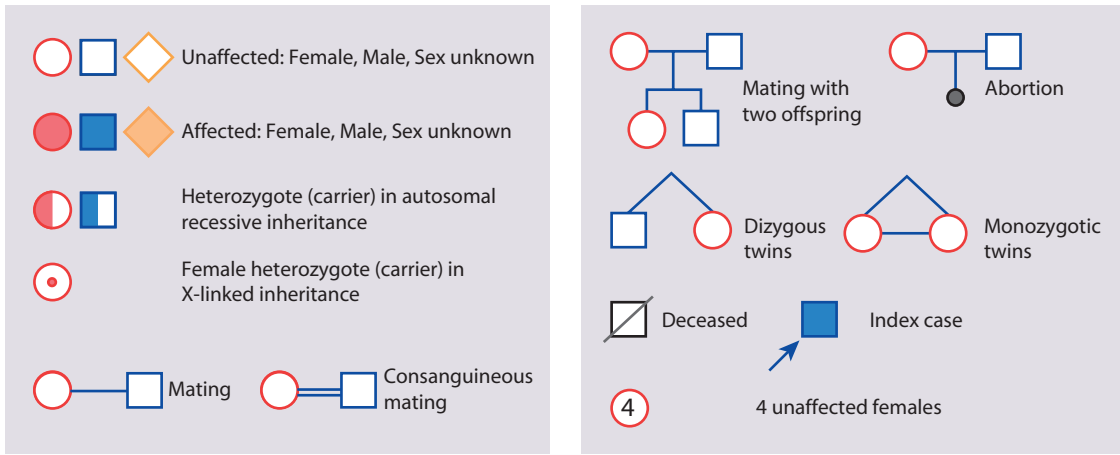 Unaffected: Female, Male, Sex unknown
Affected: Female, Male, Sex unknown
Heterozygote (carrier) in autosomal
recessive inheritance
Female heterozygote (carrier) in
X-linked inheritance
Mating
Consanguineous
mating
Mating with
two offspring
Abortion
Dizygous
twins
Monozygotic
twins
Deceased
Index case
4
4 unaffected females